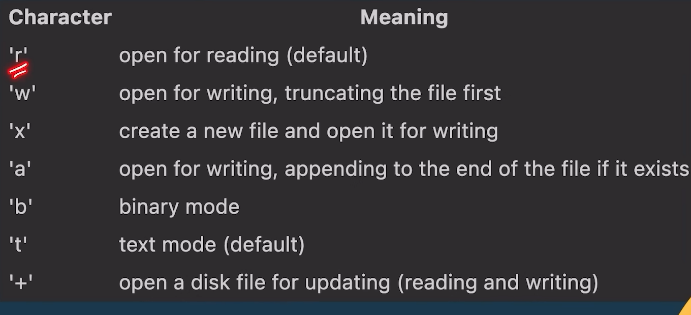 Character Meaning
'r' open for reading (default)
'w' open for writing, truncating the file first
'x' create a new file and open it for writing
'a' open for writing, appending to the end of the file if it exists
'b' binary mode
't' text mode (default)
'+' open a disk file for updating (reading and writing)